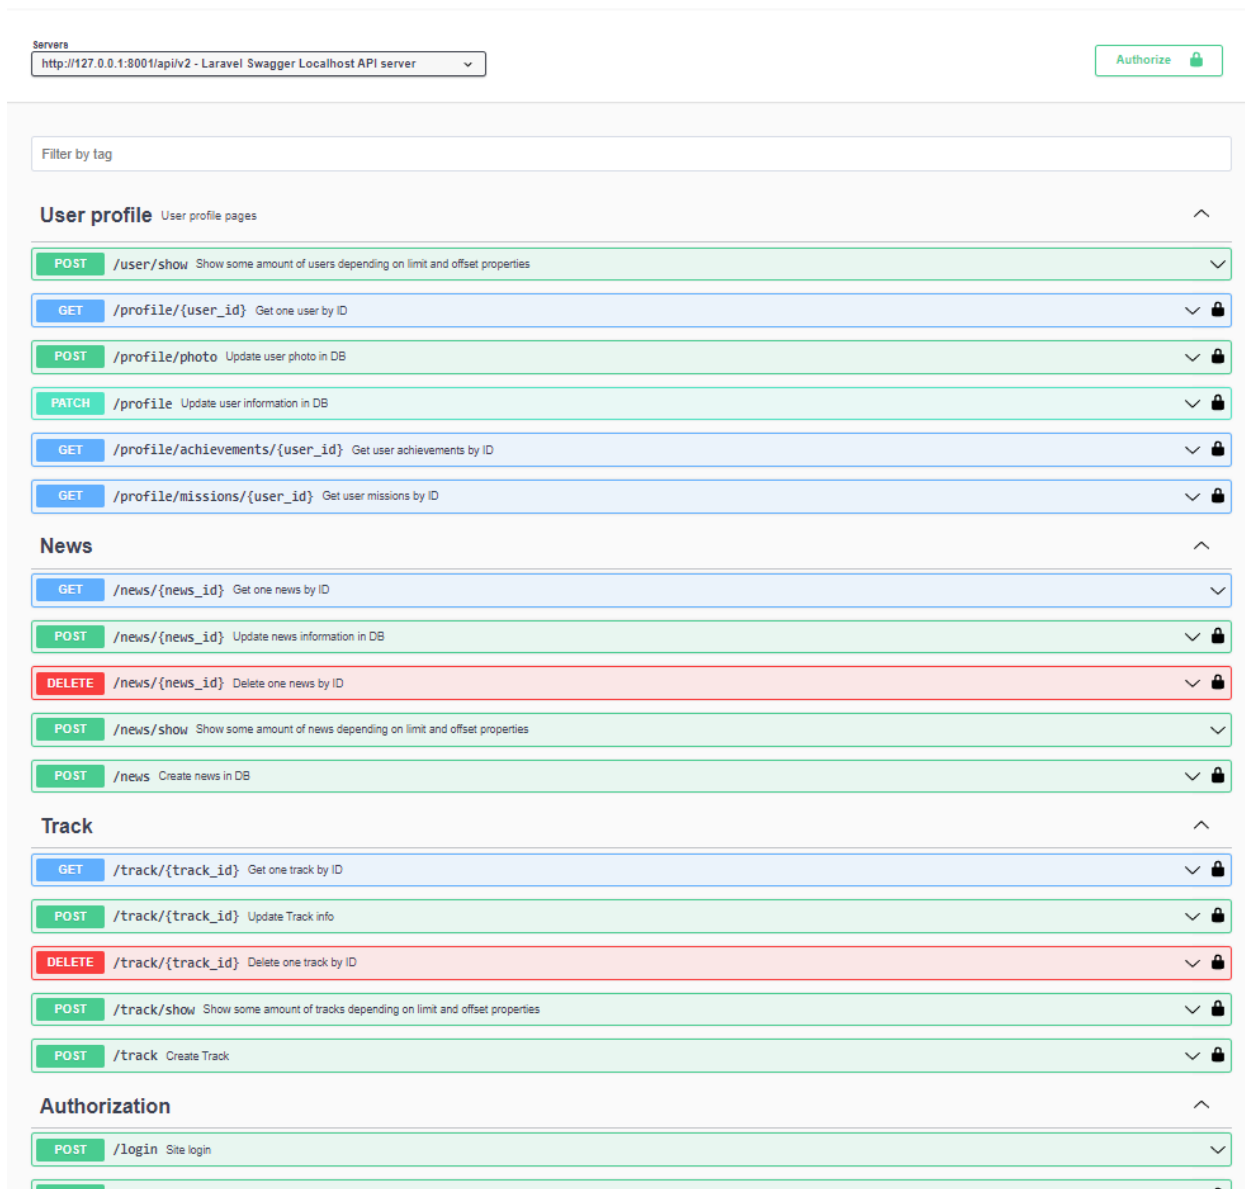 Servers
http://127.0.0.1:8001/api/v2 - Laravel Swagger Localhost API server
Authorize
Filter by tag
User profile User profile pages
POST /user/show Show some amount of users depending on limit and offset properties
GET /profile/{user_id} Get one user by ID
POST /profile/photo Update user photo in DB
PATCH /profile Update user information in DB
GET /profile/achievements/{user_id} Get user achievements by ID
GET /profile/missions/{user_id} Get user missions by ID
News
GET /news/{news_id} Get one news by ID
POST /news/{news_id} Update news information in DB
DELETE /news/{news_id} Delete one news by ID
POST /news/show Show some amount of news depending on limit and offset properties
POST /news Create news in DB
Track
GET /track/{track_id} Get one track by ID
POST /track/{track_id} Update Track info
DELETE /track/{track_id} Delete one track by ID
POST /track/show Show some amount of tracks depending on limit and offset properties
POST /track Create Track
Authorization
POST /login Site login